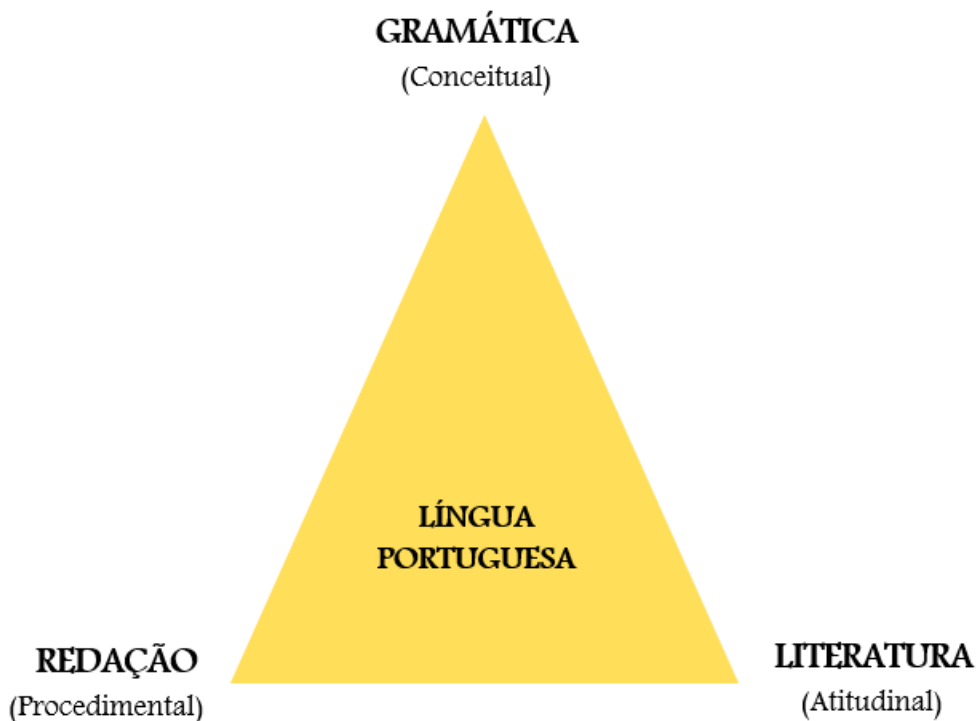 GRAMÁTICA
(Conceitual)
LÍNGUA
PORTUGUESA
REDAÇÃO
(Procedimental)
LITERATURA
(Atitudinal)